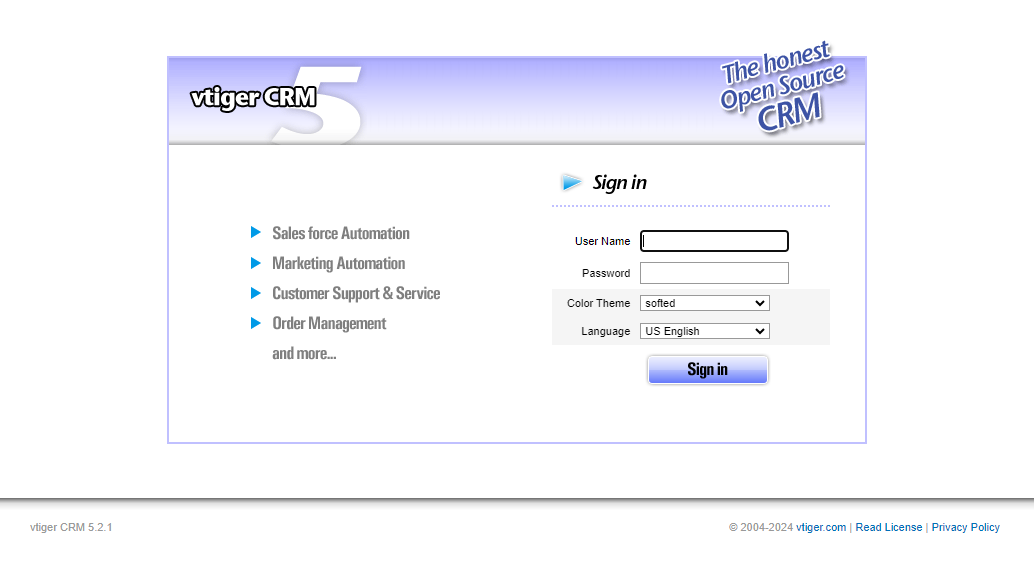 vtiger CRM 5
The honest
Open Source
CRM
Sign in
Sales force Automation
Marketing Automation
Customer Support & Service
Order Management
and more...
User Name
Password
Color Theme softed
Language US English
Sign in
vtiger CRM 5.2.1
© 2004-2024 vtiger.com | Read License | Privacy Policy